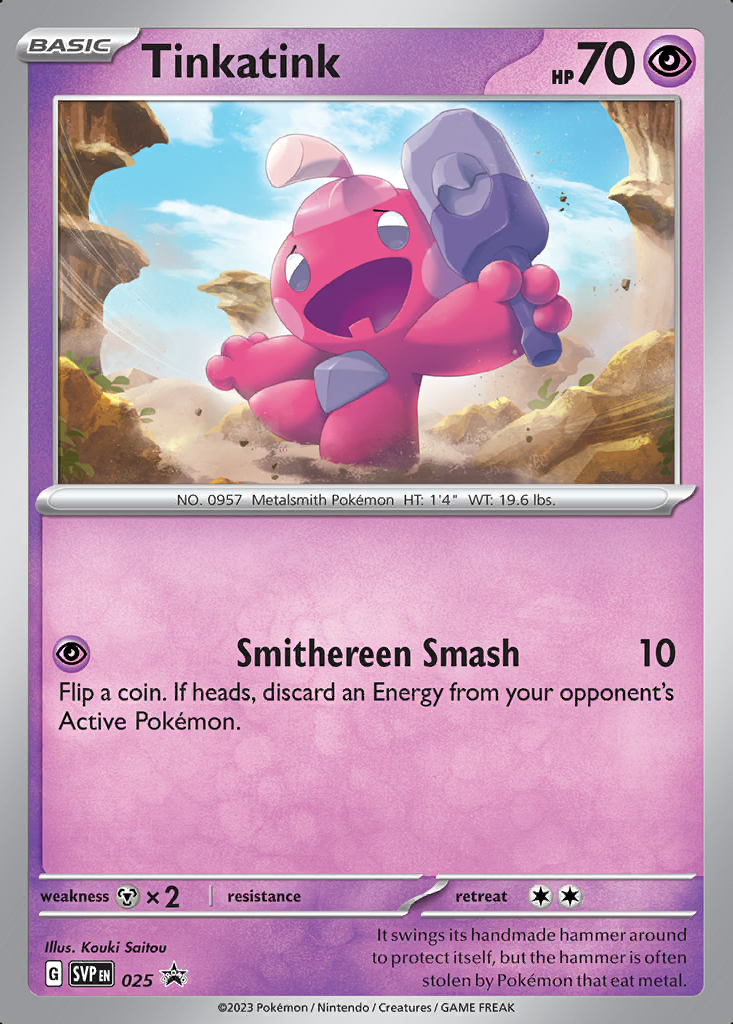 BASIC
Tinkatink
HP 70
NO. 0957 Metalsmith Pokémon HT: 1'4" WT: 19.6 lbs.
Smithereen Smash 10
Flip a coin. If heads, discard an Energy from your opponent's
Active Pokémon.
weakness ×2 resistance retreat
Illus. Kouki Saitou
G SVP EN 025
PROMO
It swings its handmade hammer around
to protect itself, but the hammer is often
stolen by Pokémon that eat metal.
©2023 Pokémon / Nintendo / Creatures / GAME FREAK